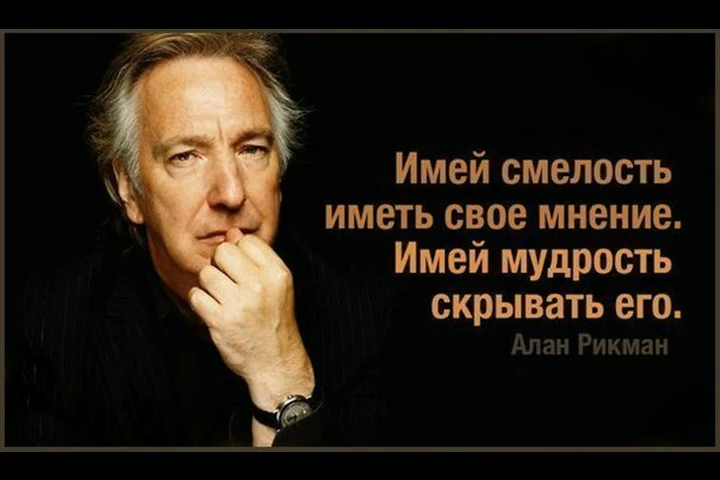 Имей смелость
иметь свое мнение.
Имей мудрость
скрывать его.
Алан Рикман